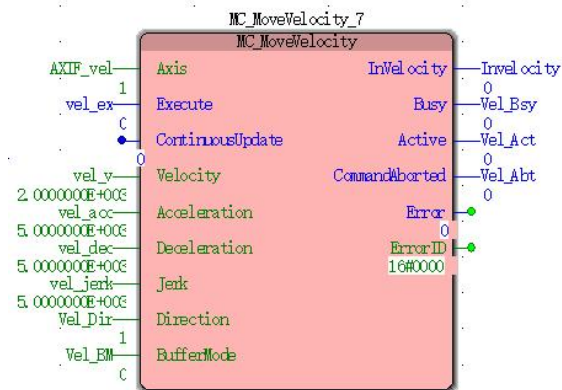 MC_MoveVelocity_7
MC_MoveVelocity
AXIF_vel Axis InVelocity Invelocity
1 0
vel_ex Execute Busy Vel_Bsy
0 0
ContinuousUpdate Active Vel_Act
0 0
vel_v Velocity CommandAborted Vel_Abt
2.0000000E+003 0
vel_acc Acceleration Error
5.0000000E+003 0
vel_dec Deceleration ErrorID
5.0000000E+003 16#0000
vel_jerk Jerk
5.0000000E+003
Vel_Dir Direction
1
Vel_BM BufferMode
0